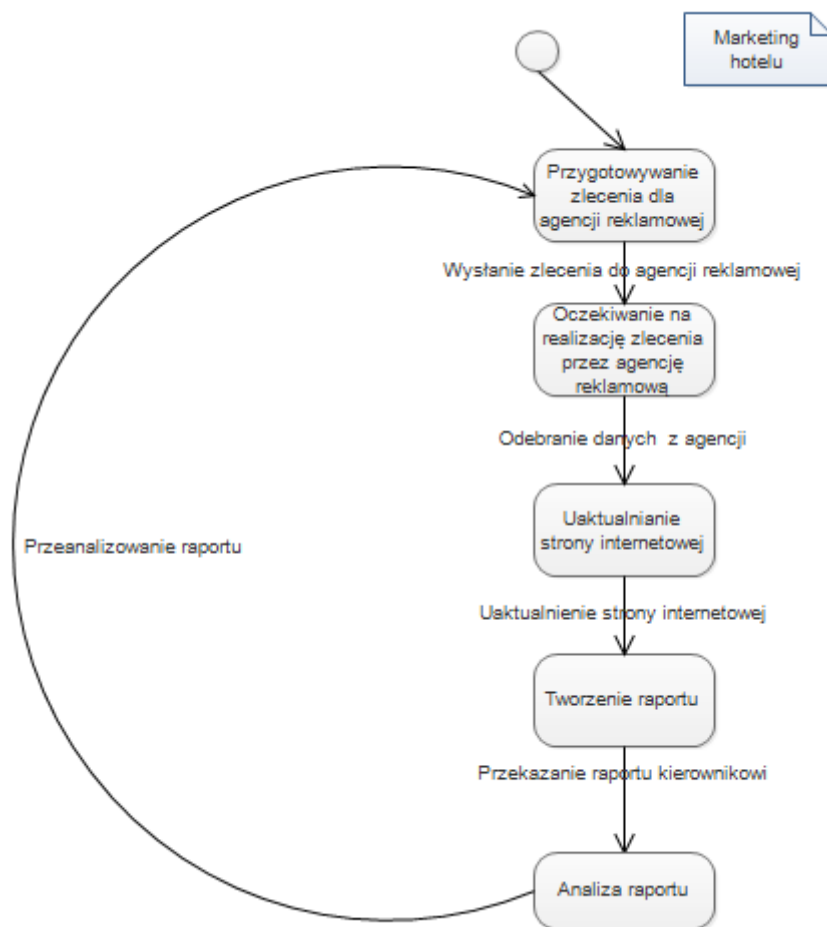 Marketing
hotelu
Przygotowywanie
zlecenia dla
agencji reklamowej
Wysłanie zlecenia do agencji reklamowej
Oczekiwanie na
realizację zlecenia
przez agencję
reklamową
Odebranie danych  z agencji
Uaktualnianie
strony internetowej
Przeanalizowanie raportu
Uaktualnienie strony internetowej
Tworzenie raportu
Przekazanie raportu kierownikowi
Analiza raportu